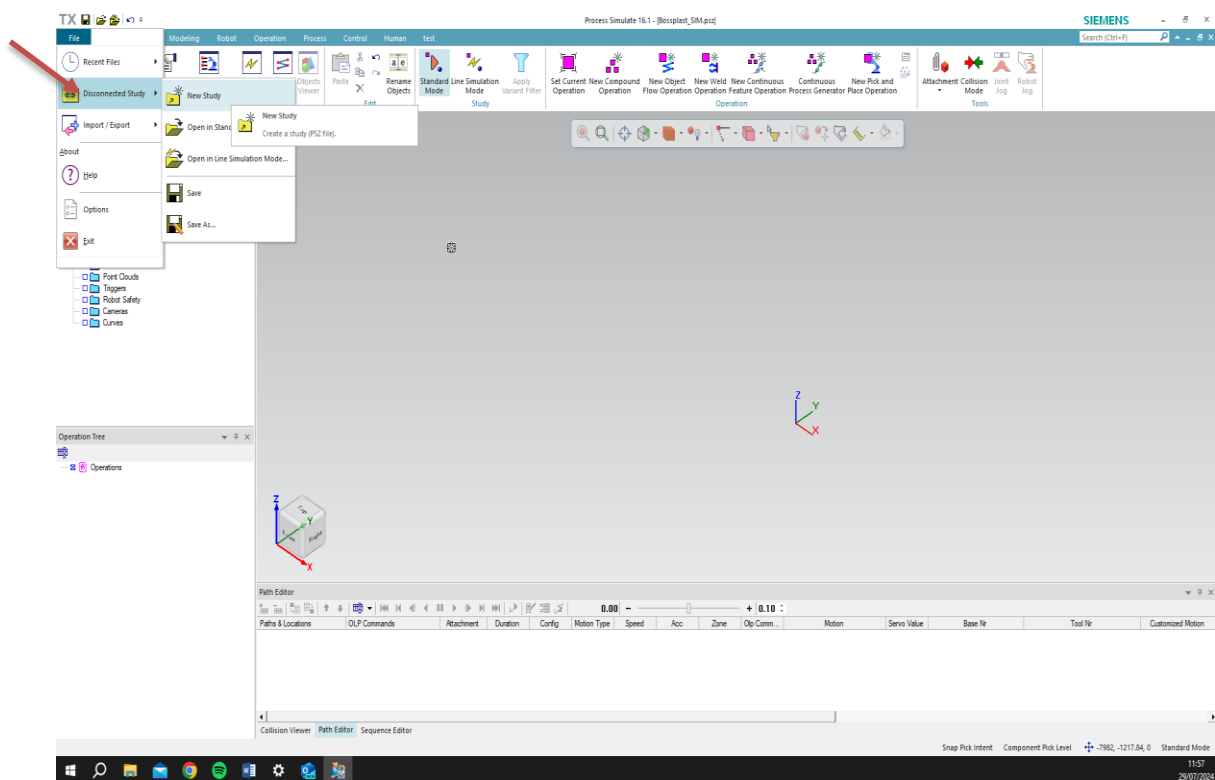 TX
Process Simulate 16.1 - [Bossplast_SIM.psz]
SIEMENS
File Modeling Robot Operation Process Control Human test
Search (Ctrl+F)
Recent Files
Disconnected Study
Import / Export
About
Help
Options
Exit
New Study
Open in Stand
Open in Line Simulation Mode...
Save
Save As...
New Study
Create a study (PSZ file).
Objects Viewer
Paste
Rename Objects
Edit
Standard Mode
Line Simulation Mode
Apply Variant Filter
Study
Set Current Operation
New Compound Operation
New Object Flow Operation
New Weld Operation
New Continuous Feature Operation
Continuous Process Generator
New Pick and Place Operation
Operation
Attachment
Collision Mode
Joint Jog
Robot Jog
Tools
Point Clouds
Triggers
Robot Safety
Cameras
Curves
Operation Tree
Operations
Z
Y
X
Z
Top
Y
Right
X
Path Editor
0.00
0.10
Paths & Locations OLP Commands Attachment Duration Config Motion Type Speed Acc Zone Olp Comm... Motion Servo Value Base Nr Tool Nr Customized Motion
Collision Viewer Path Editor Sequence Editor
Snap Pick Intent Component Pick Level -7982, -1217.84, 0 Standard Mode
11:57
29/07/2024